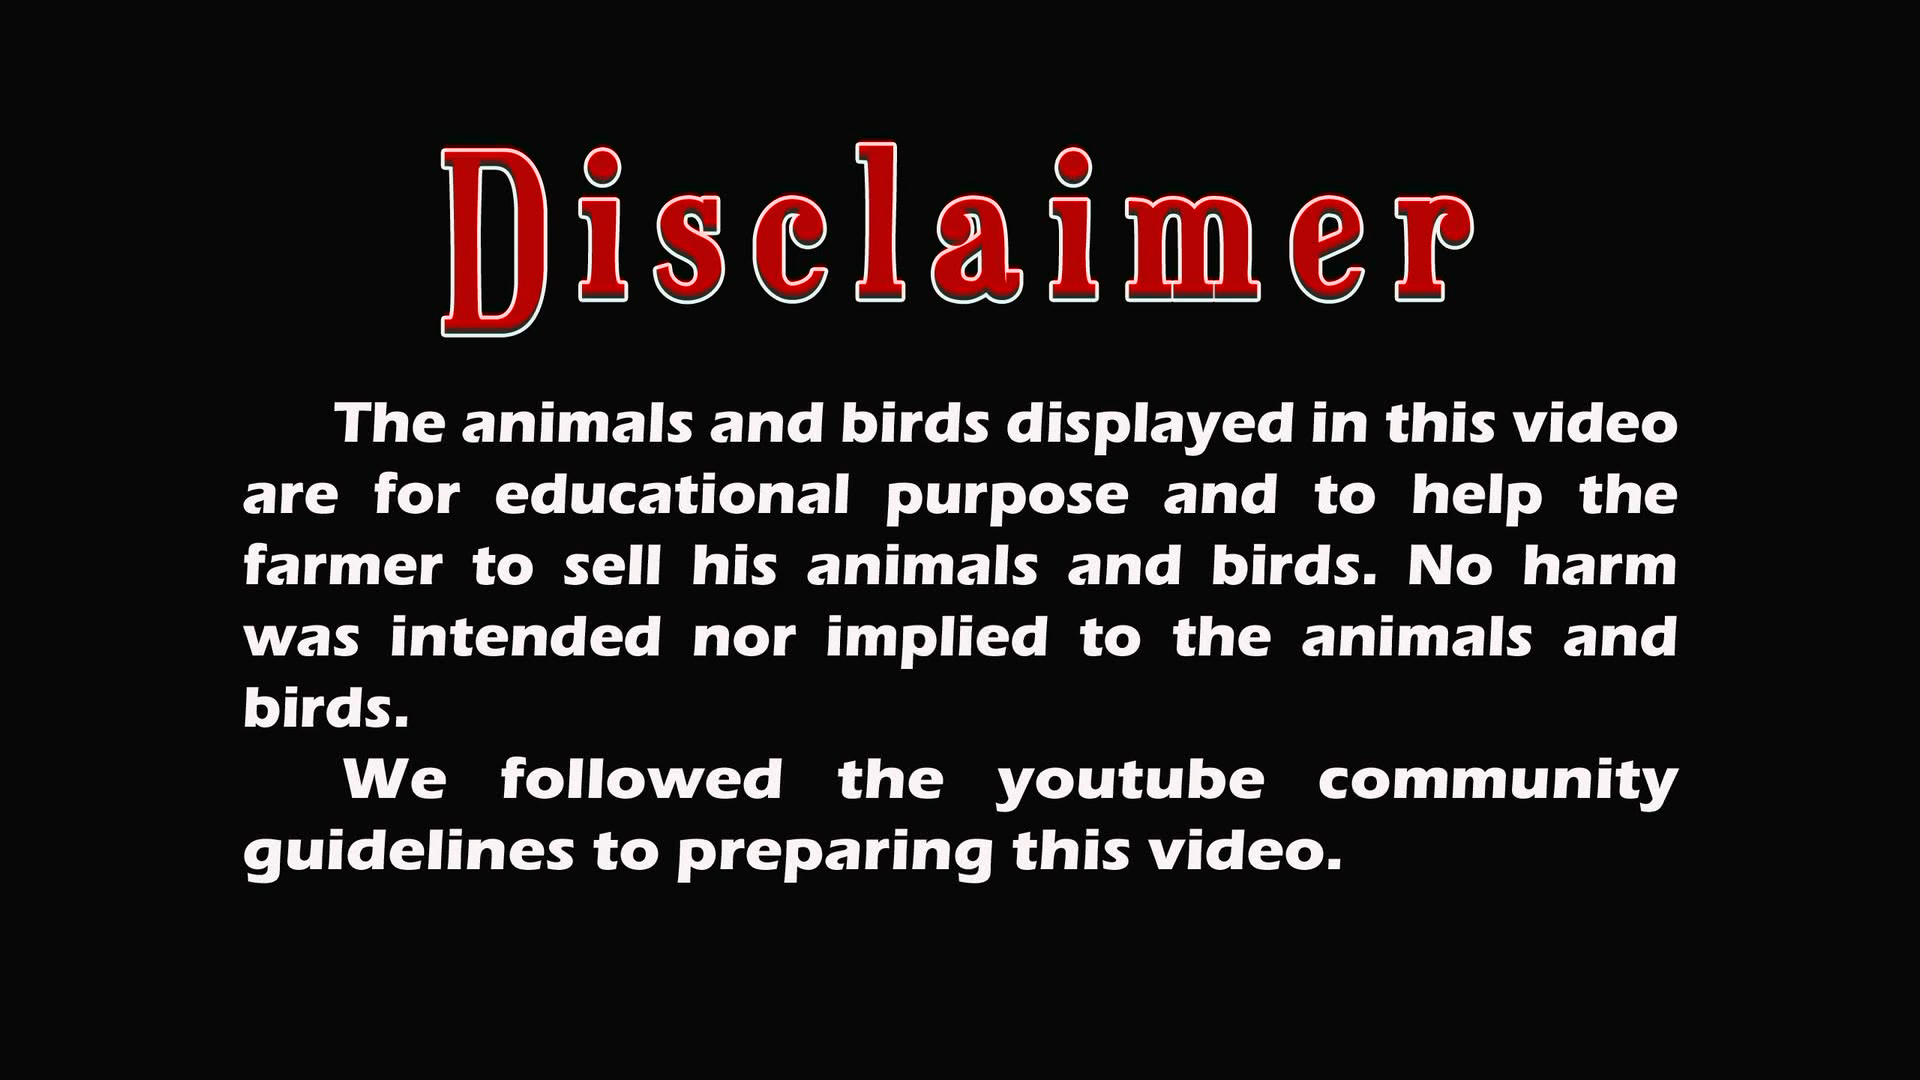 Disclaimer
The animals and birds displayed in this video
are for educational purpose and to help the
farmer to sell his animals and birds. No harm
was intended nor implied to the animals and
birds.
We followed the youtube community
guidelines to preparing this video.